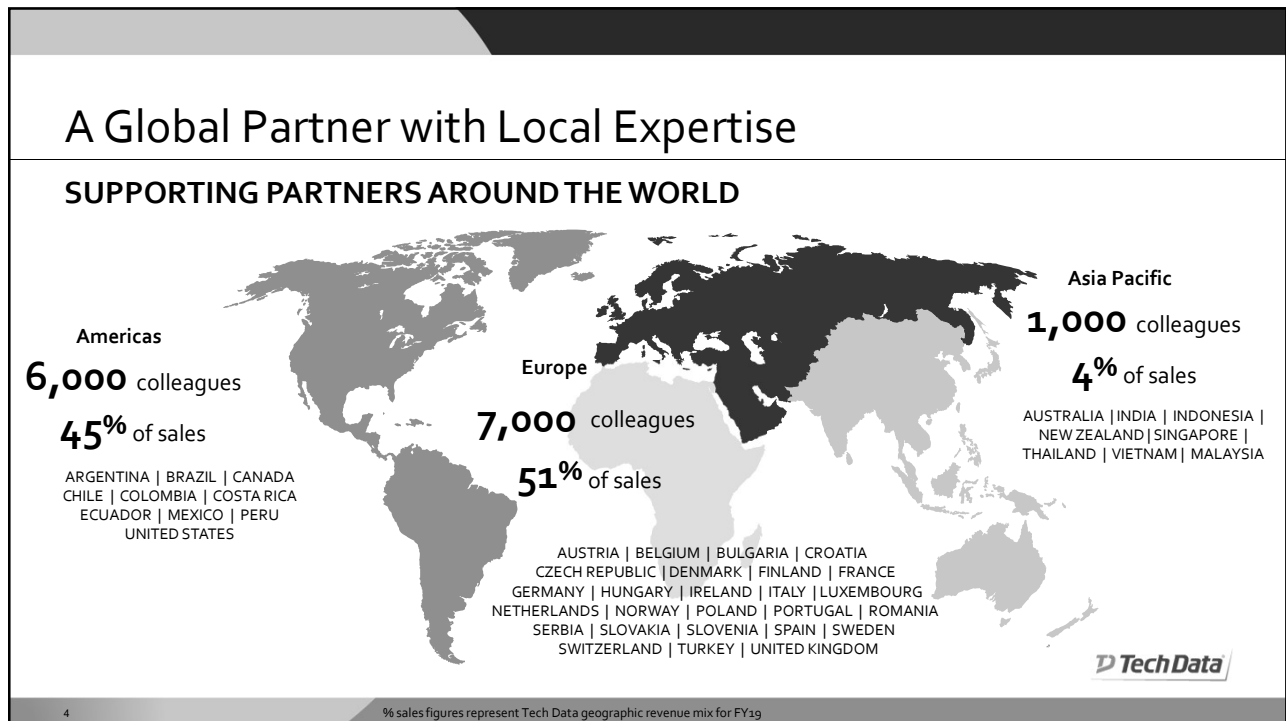 A Global Partner with Local Expertise
SUPPORTING PARTNERS AROUND THE WORLD
Americas
6,000 colleagues
45% of sales
ARGENTINA | BRAZIL | CANADA
CHILE | COLOMBIA | COSTA RICA
ECUADOR | MEXICO | PERU
UNITED STATES
Europe
7,000 colleagues
51% of sales
AUSTRIA | BELGIUM | BULGARIA | CROATIA
CZECH REPUBLIC | DENMARK | FINLAND | FRANCE
GERMANY | HUNGARY | IRELAND | ITALY | LUXEMBOURG
NETHERLANDS | NORWAY | POLAND | PORTUGAL | ROMANIA
SERBIA | SLOVAKIA | SLOVENIA | SPAIN | SWEDEN
SWITZERLAND | TURKEY | UNITED KINGDOM
Asia Pacific
1,000 colleagues
4% of sales
AUSTRALIA | INDIA | INDONESIA |
NEW ZEALAND | SINGAPORE |
THAILAND | VIETNAM | MALAYSIA
Tech Data
4
% sales figures represent Tech Data geographic revenue mix for FY19